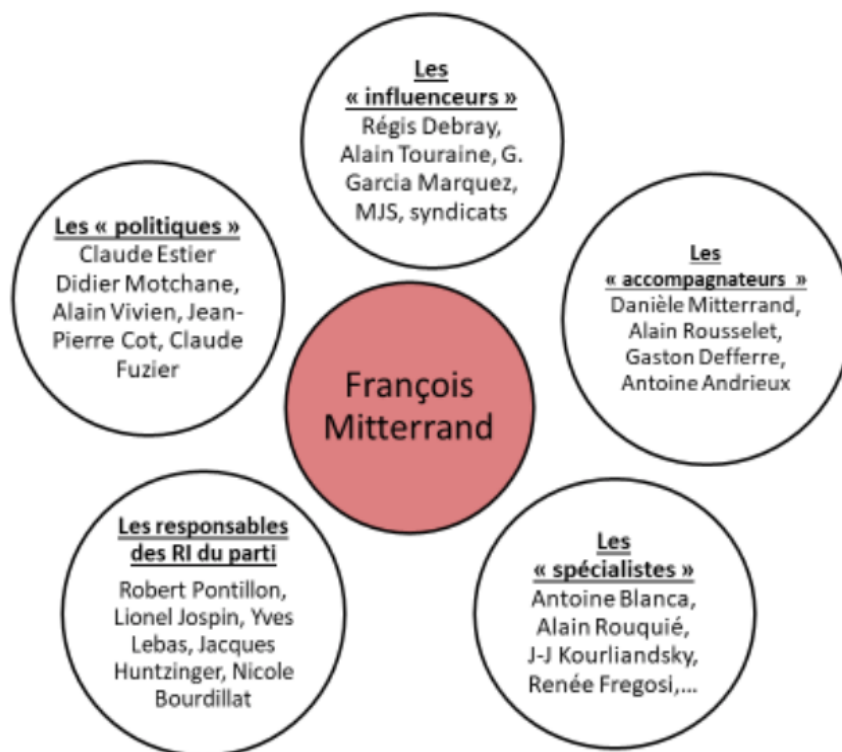 Les
« influenceurs »
Régis Debray,
Alain Touraine, G.
Garcia Marquez,
MJS, syndicats
Les « politiques »
Claude Estier
Didier Motchane,
Alain Vivien, Jean-
Pierre Cot, Claude
Fuzier
Les
« accompagnateurs »
Danièle Mitterrand,
Alain Rousselet,
Gaston Defferre,
Antoine Andrieux
François
Mitterrand
Les responsables
des RI du parti
Robert Pontillon,
Lionel Jospin, Yves
Lebas, Jacques
Huntzinger, Nicole
Bourdillat
Les
« spécialistes »
Antoine Blanca,
Alain Rouquié,
J-J Kourliandsky,
Renée Fregosi,...